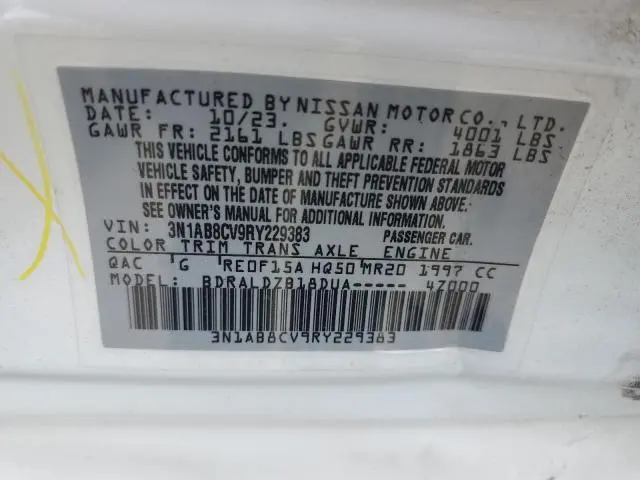 MANUFACTURED BY NISSAN MOTOR CO., LTD.
DATE: 10/23. GVWR: 4001 LBS
GAWR FR: 2161 LBS GAWR RR: 1863 LBS
THIS VEHICLE CONFORMS TO ALL APPLICABLE FEDERAL MOTOR
VEHICLE SAFETY, BUMPER AND THEFT PREVENTION STANDARDS
IN EFFECT ON THE DATE OF MANUFACTURE SHOWN ABOVE.
SEE OWNER'S MANUAL FOR ADDITIONAL INFORMATION.
VIN: 3N1AB8CV9RY229383 PASSENGER CAR.
COLOR TRIM TRANS AXLE ENGINE
QAC G RE0F15A HQ50 MR20 1997 CC
MODEL: BDRALDZB18DUA----- 4Z000
3N1AB8CV9RY229383